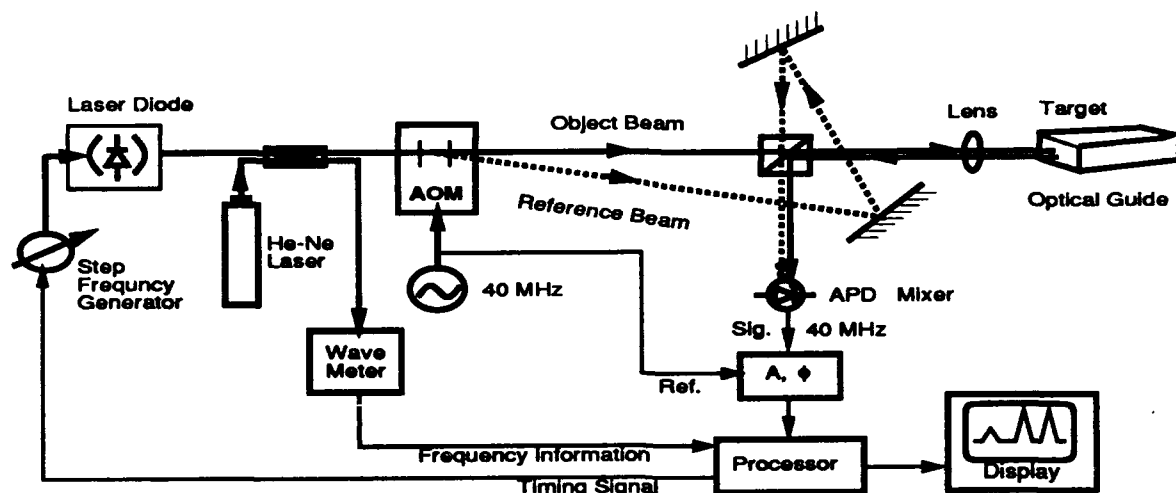 Laser Diode
Object Beam
Lens
Target
AOM
Reference Beam
Optical Guide
He-Ne
Laser
Step
Frequncy
Generator
40 MHz
APD Mixer
Sig. 40 MHz
Wave
Meter
Ref.
A, ϕ
Frequency Information
Processor
Display
Timing Signal